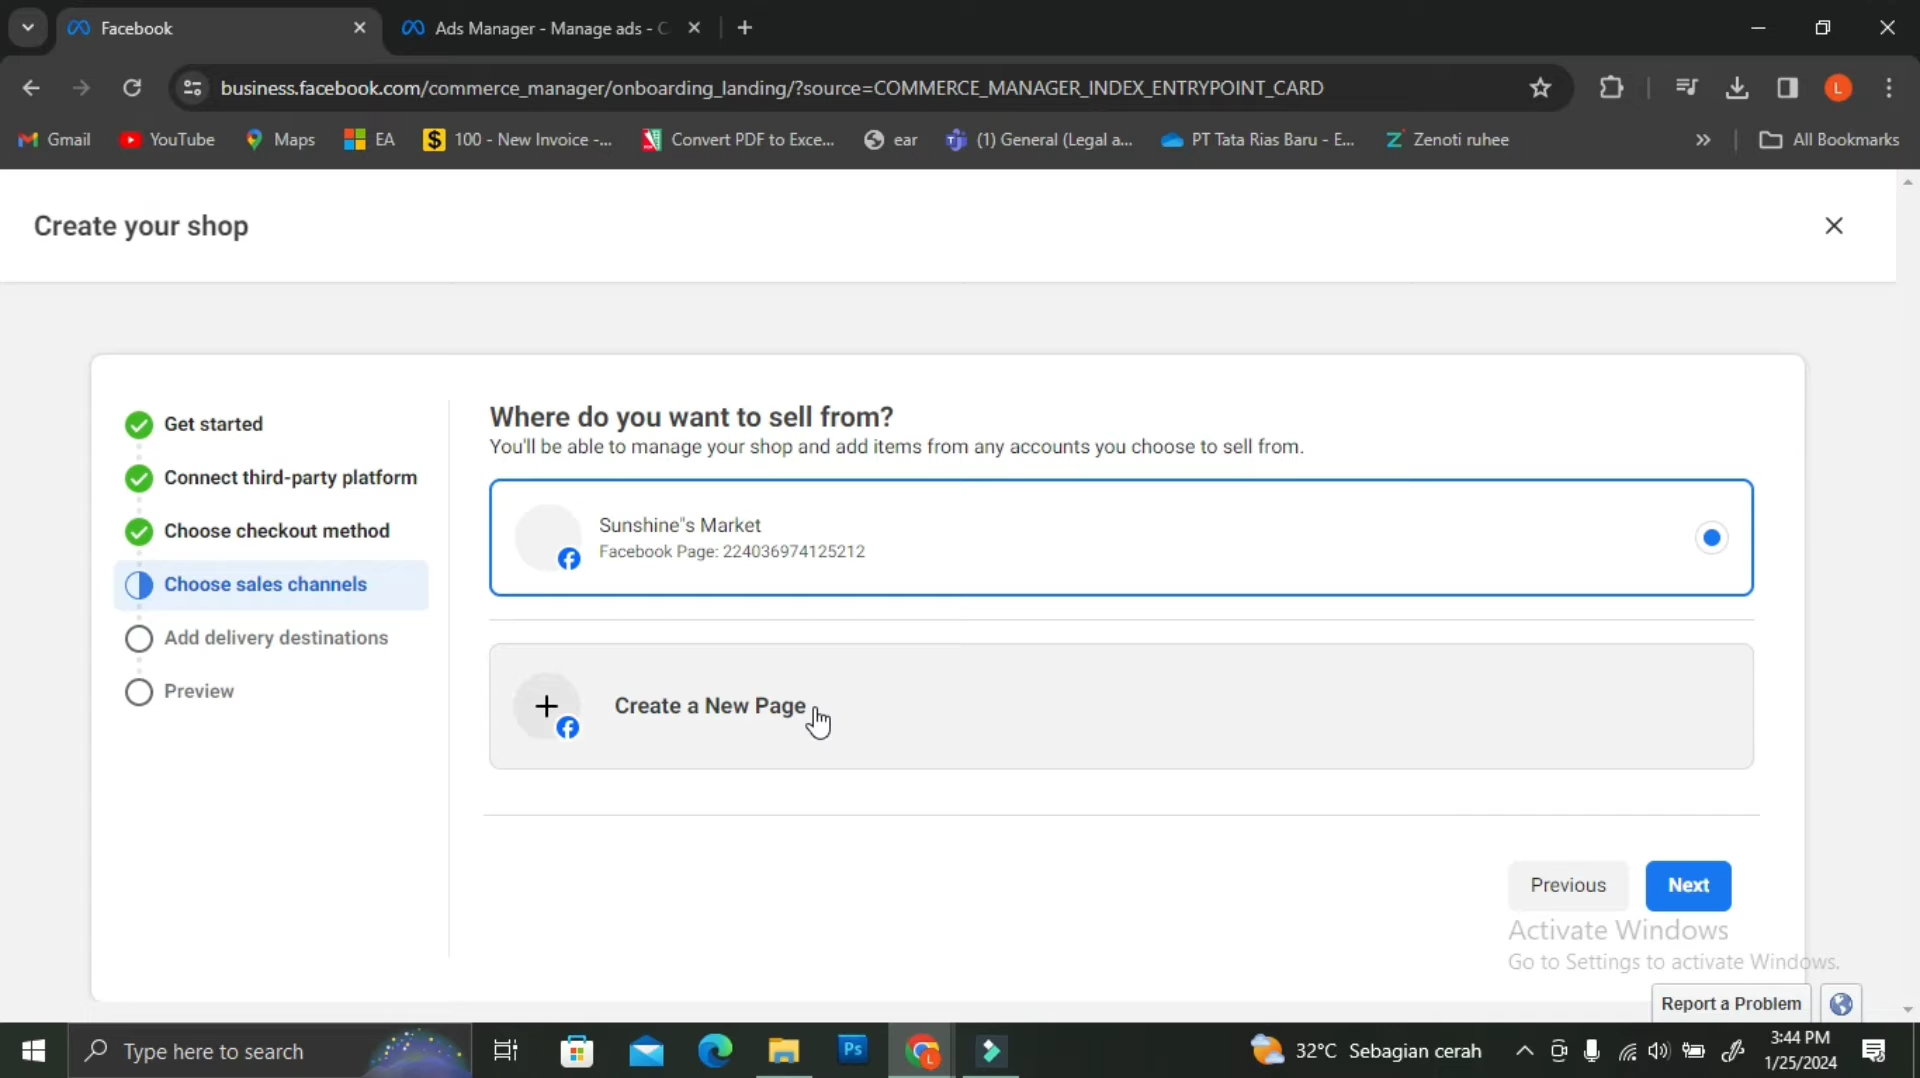 Facebook
Ads Manager - Manage ads - C
business.facebook.com/commerce_manager/onboarding_landing/?source=COMMERCE_MANAGER_INDEX_ENTRYPOINT_CARD
L
Gmail
YouTube
Maps
EA
100 - New Invoice -...
Convert PDF to Exce...
ear
(1) General (Legal a...
PT Tata Rias Baru - E...
Zenoti ruhee
All Bookmarks
Create your shop
Get started
Connect third-party platform
Choose checkout method
Choose sales channels
Add delivery destinations
Preview
Where do you want to sell from?
You'll be able to manage your shop and add items from any accounts you choose to sell from.
Sunshine"s Market
Facebook Page: 224036974125212
Create a New Page
Previous
Next
Activate Windows
Go to Settings to activate Windows.
Report a Problem
Type here to search
Ps
L
32°C Sebagian cerah
3:44 PM
1/25/2024